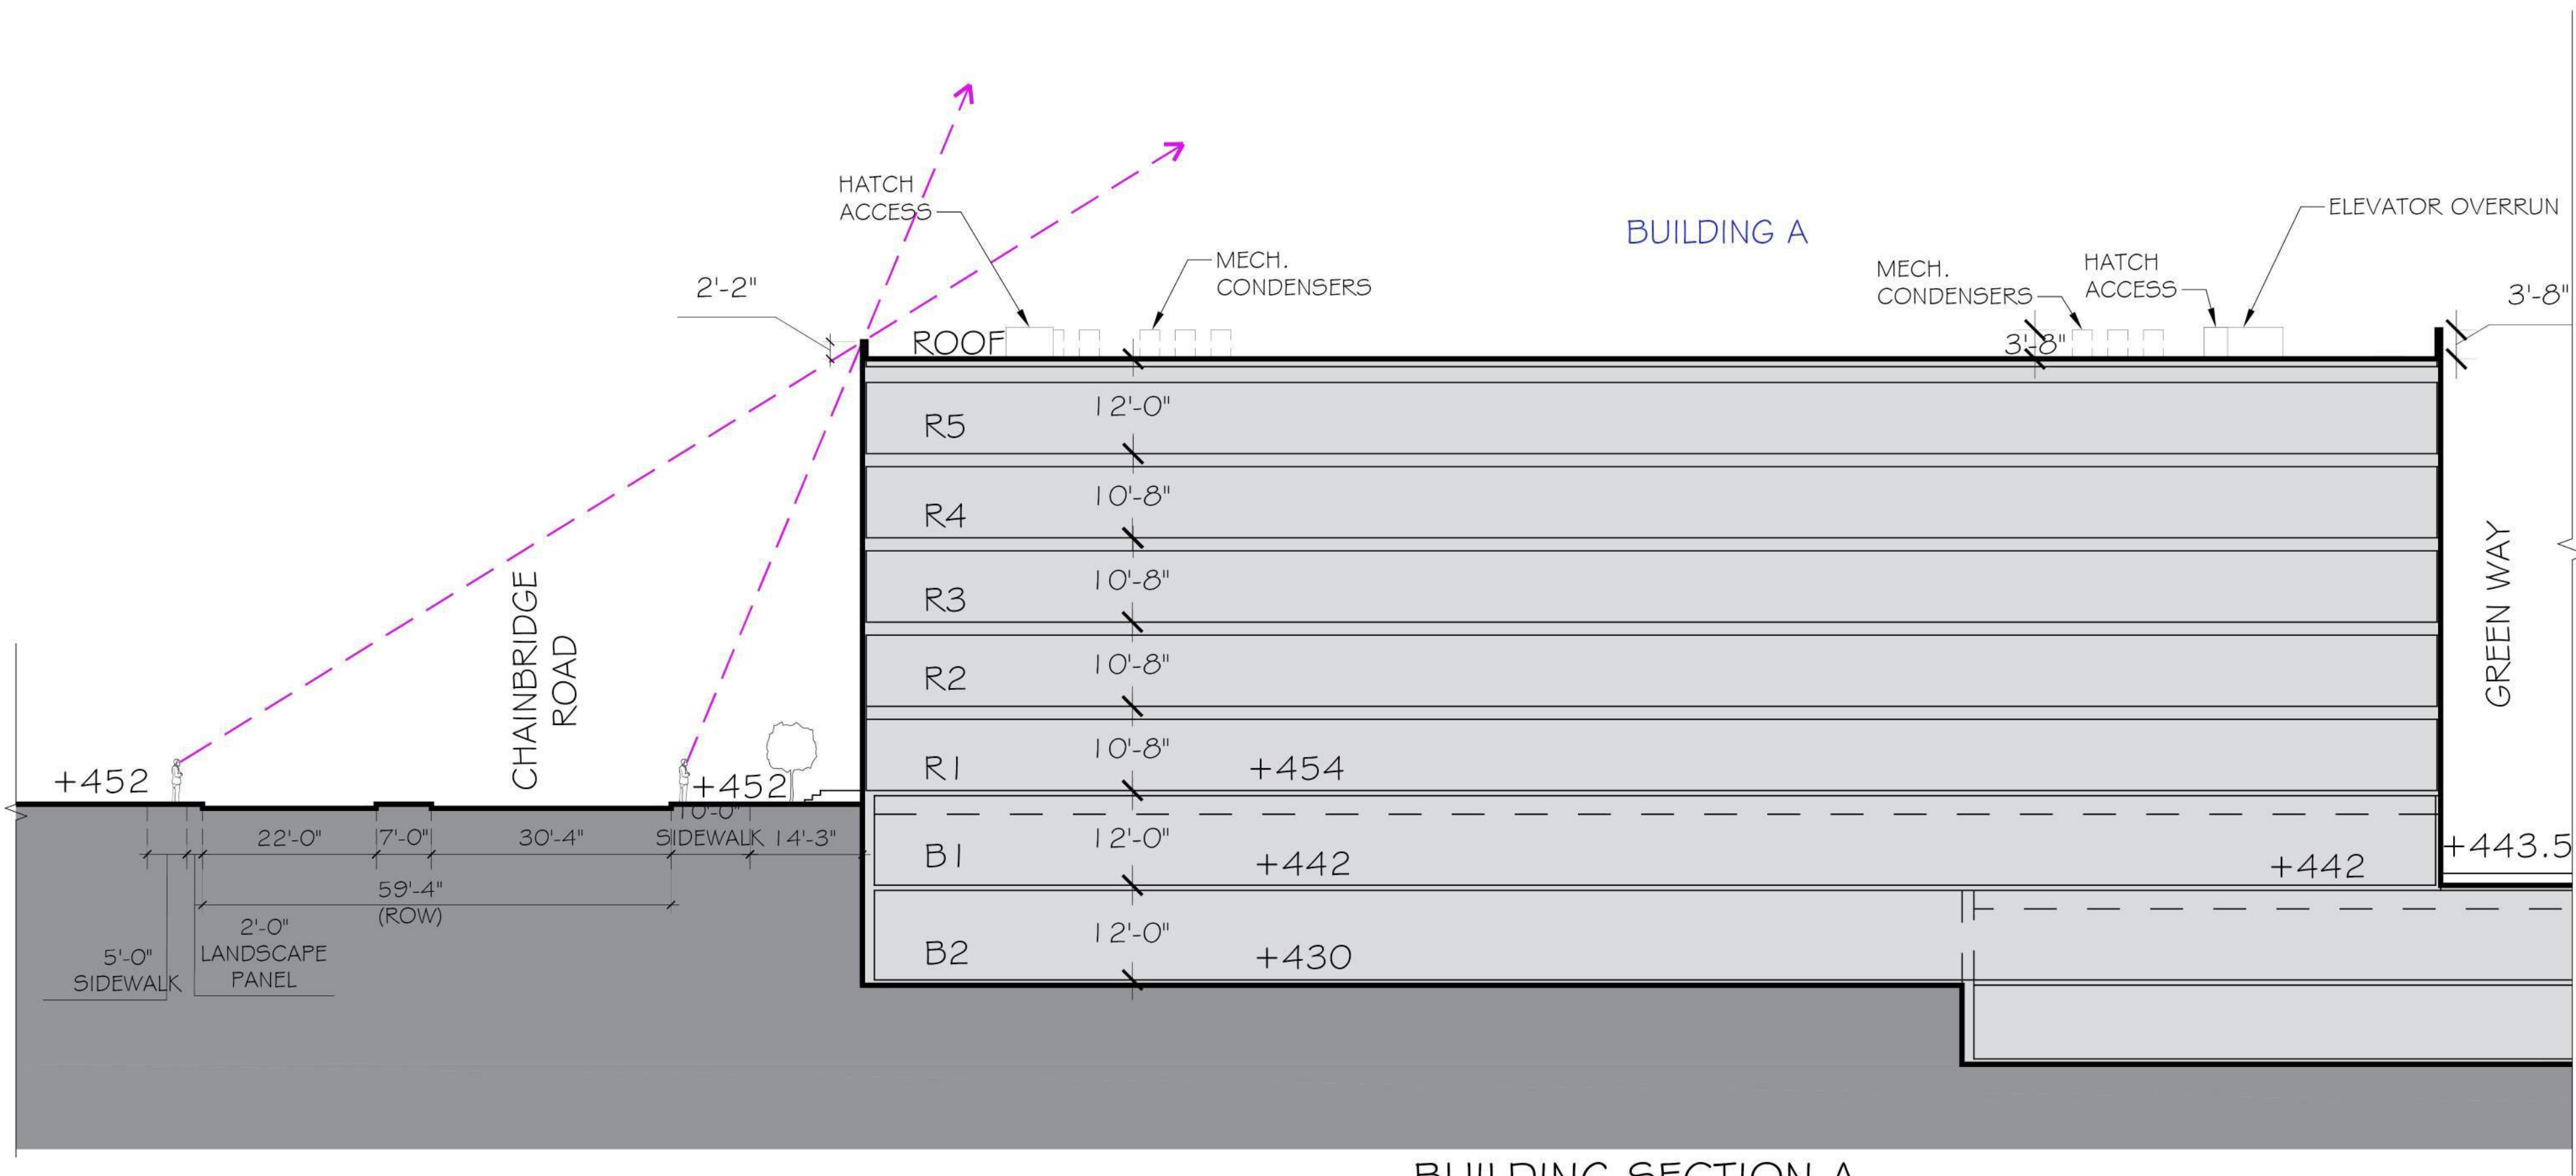 HATCH
ACCESS
2'-2"
MECH.
CONDENSERS
BUILDING A
MECH.
CONDENSERS
HATCH
ACCESS
ELEVATOR OVERRUN
3'-8"
ROOF
3'-8"
R5
12'-0"
R4
10'-8"
R3
10'-8"
R2
10'-8"
R1
10'-8"
+454
B1
12'-0"
+442
+442
B2
12'-0"
+430
CHAINBRIDGE
ROAD
GREEN WAY
+443.5
+452
+452
22'-0"
7'-0"
30'-4"
10'-0"
SIDEWALK
14'-3"
59'-4"
(ROW)
5'-0"
SIDEWALK
2'-0"
LANDSCAPE
PANEL
BUILDING SECTION A